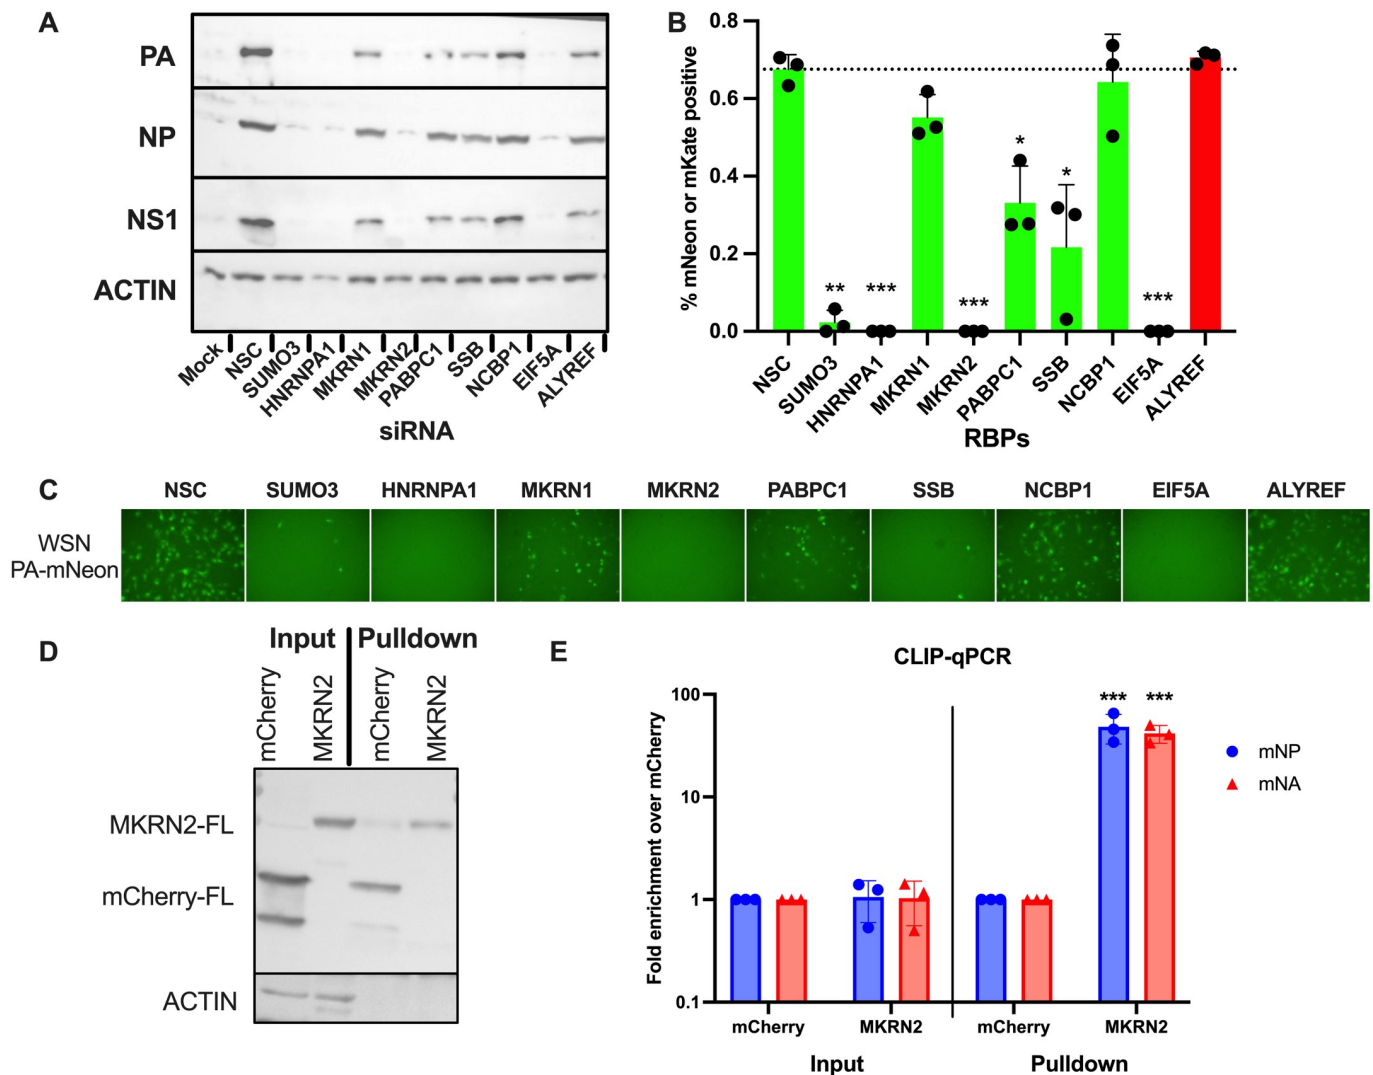 A
PA
NP
NS1
ACTIN
Mock
NSC
SUMO3
HNRNPA1
MKRN1
MKRN2
PABPC1
SSB
NCBP1
EIF5A
ALYREF
siRNA
B
% mNeon or mKate positive
0.8
0.6
0.4
0.2
0.0
**
***
***
*
*
***
NSC
SUMO3
HNRNPA1
MKRN1
MKRN2
PABPC1
SSB
NCBP1
EIF5A
ALYREF
RBPs
C
NSC SUMO3 HNRNPA1 MKRN1 MKRN2 PABPC1 SSB NCBP1 EIF5A ALYREF
WSN
PA-mNeon
D
Input Pulldown
mCherry
MKRN2
mCherry
MKRN2
MKRN2-FL
mCherry-FL
ACTIN
E
CLIP-qPCR
Fold enrichment over mCherry
100
10
1
0.1
*** ***
mNP
mNA
mCherry MKRN2 mCherry MKRN2
Input Pulldown